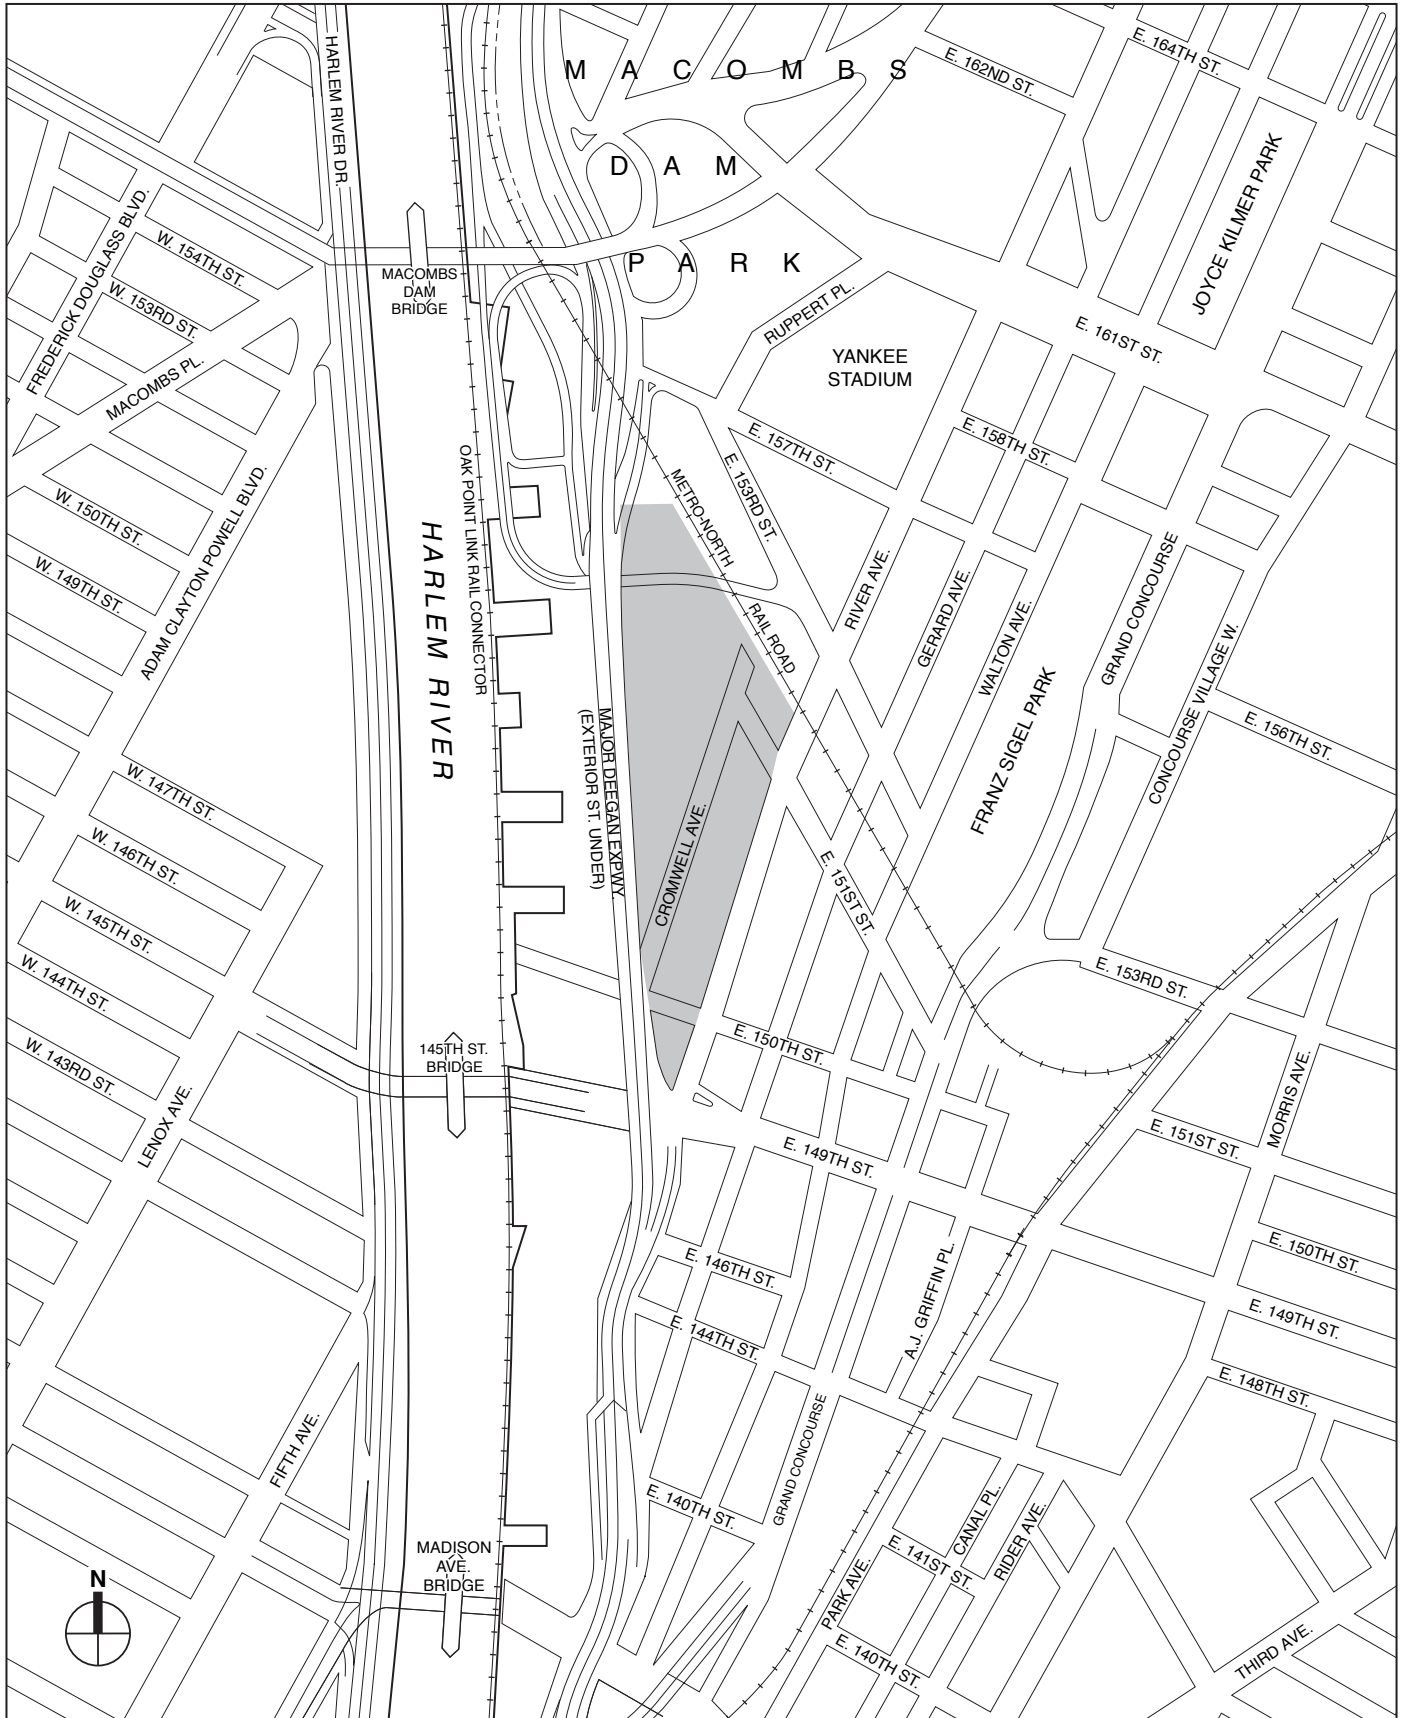 M A C O M B S
D A M
P A R K
E. 162ND ST.
E. 164TH ST.
JOYCE KILMER PARK
HARLEM RIVER DR.
FREDERICK DOUGLASS BLVD.
W. 154TH ST.
W. 153RD ST.
MACOMBS PL.
MACOMBS
DAM
BRIDGE
RUPPERT PL.
YANKEE
STADIUM
E. 161ST ST.
E. 158TH ST.
E. 157TH ST.
E. 153RD ST.
METRO-NORTH
RAIL ROAD
OAK POINT LINK RAIL CONNECTOR
HARLEM RIVER
W. 150TH ST.
W. 149TH ST.
ADAM CLAYTON POWELL BLVD.
RIVER AVE.
GERARD AVE.
WALTON AVE.
FRANZ SIGEL PARK
GRAND CONCOURSE
CONCOURSE VILLAGE W.
E. 156TH ST.
MAJOR DEEGAN EXPWY.
(EXTERIOR ST. UNDER)
CROMWELL AVE.
E. 151ST ST.
W. 147TH ST.
W. 146TH ST.
W. 145TH ST.
W. 144TH ST.
W. 143RD ST.
LENOX AVE.
145TH ST.
BRIDGE
E. 153RD ST.
E. 150TH ST.
E. 149TH ST.
MORRIS AVE.
E. 151ST ST.
E. 150TH ST.
E. 149TH ST.
E. 148TH ST.
E. 146TH ST.
E. 144TH ST.
A.J. GRIFFIN PL.
GRAND CONCOURSE
FIFTH AVE.
E. 140TH ST.
CANAL PL.
RIDER AVE.
E. 141ST ST.
PARK AVE.
E. 140TH ST.
THIRD AVE.
MADISON
AVE.
BRIDGE
N